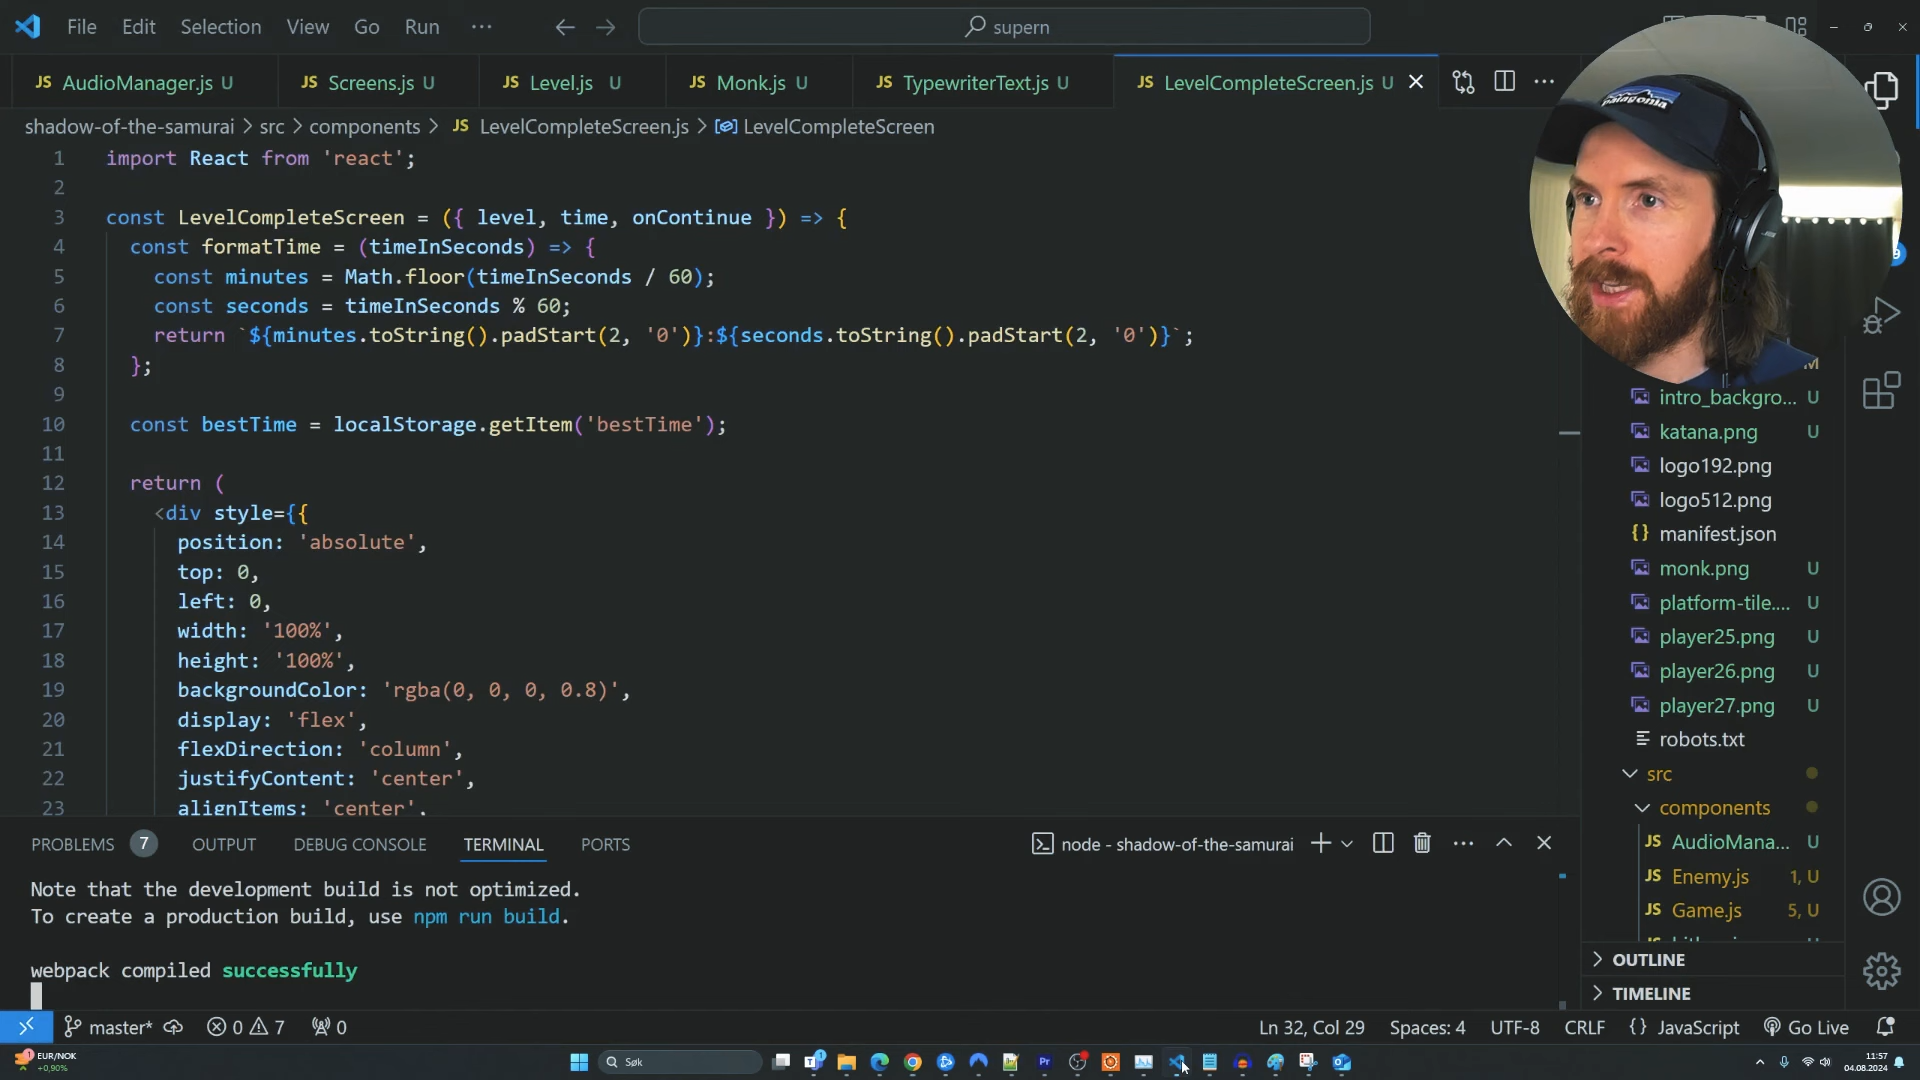 File Edit Selection View Go Run ··· supern
JS AudioManager.js U JS Screens.js U JS Level.js U JS Monk.js U JS TypewriterText.js U JS LevelCompleteScreen.js U
shadow-of-the-samurai > src > components > JS LevelCompleteScreen.js > LevelCompleteScreen
patagonia
1 import React from 'react';
2
3 const LevelCompleteScreen = ({ level, time, onContinue }) => {
4 const formatTime = (timeInSeconds) => {
5 const minutes = Math.floor(timeInSeconds / 60);
6 const seconds = timeInSeconds % 60;
7 return `${minutes.toString().padStart(2, '0')}:${seconds.toString().padStart(2, '0')}`;
8 };
9
10 const bestTime = localStorage.getItem('bestTime');
11
12 return (
13 <div style={{
14 position: 'absolute',
15 top: 0,
16 left: 0,
17 width: '100%',
18 height: '100%',
19 backgroundColor: 'rgba(0, 0, 0, 0.8)',
20 display: 'flex',
21 flexDirection: 'column',
22 justifyContent: 'center',
23 alignItems: 'center',
M
intro_backgro... U
katana.png U
logo192.png
logo512.png
{} manifest.json
monk.png U
platform-tile.... U
player25.png U
player26.png U
player27.png U
robots.txt
src
components
JS AudioMana... U
JS Enemy.js 1, U
JS Game.js 5, U
OUTLINE
TIMELINE
PROBLEMS 7 OUTPUT DEBUG CONSOLE TERMINAL PORTS node - shadow-of-the-samurai
Note that the development build is not optimized.
To create a production build, use npm run build.
webpack compiled successfully
master* 0 7 0 Ln 32, Col 29 Spaces: 4 UTF-8 CRLF {} JavaScript Go Live
EUR/NOK
+0,90%
Søk
Pr
11:57
04.08.2024